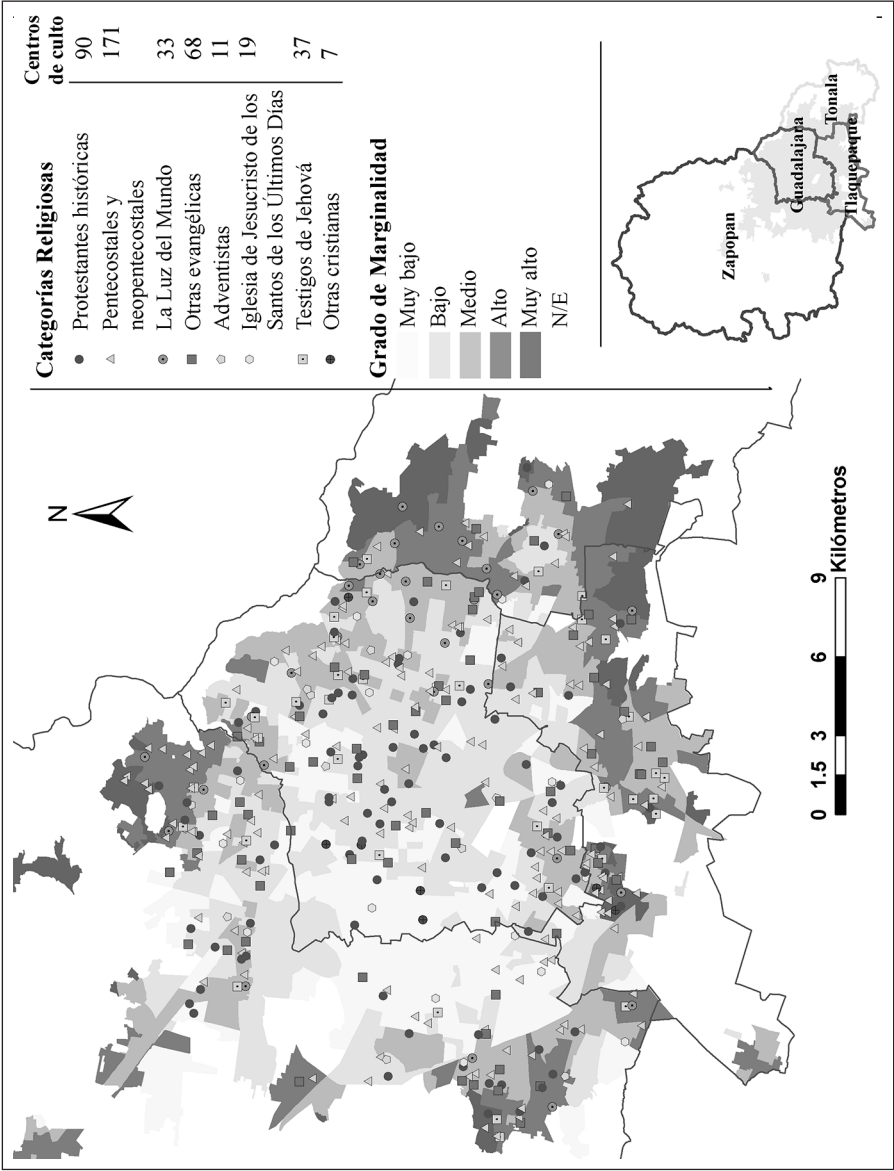 N
Categorías Religiosas
Centros
de culto
Protestantes históricas 90
Pentecostales y 171
neopentecostales
La Luz del Mundo 33
Otras evangélicas 68
Adventistas 11
Iglesia de Jesucristo de los 19
Santos de los Últimos Días
Testigos de Jehová 37
Otras cristianas 7
Grado de Marginalidad
Muy bajo
Bajo
Medio
Alto
Muy alto
N/E
Zapopan
Guadalajara
Tonala
Tlaquepaque
0 1.5 3 6 9
Kilómetros